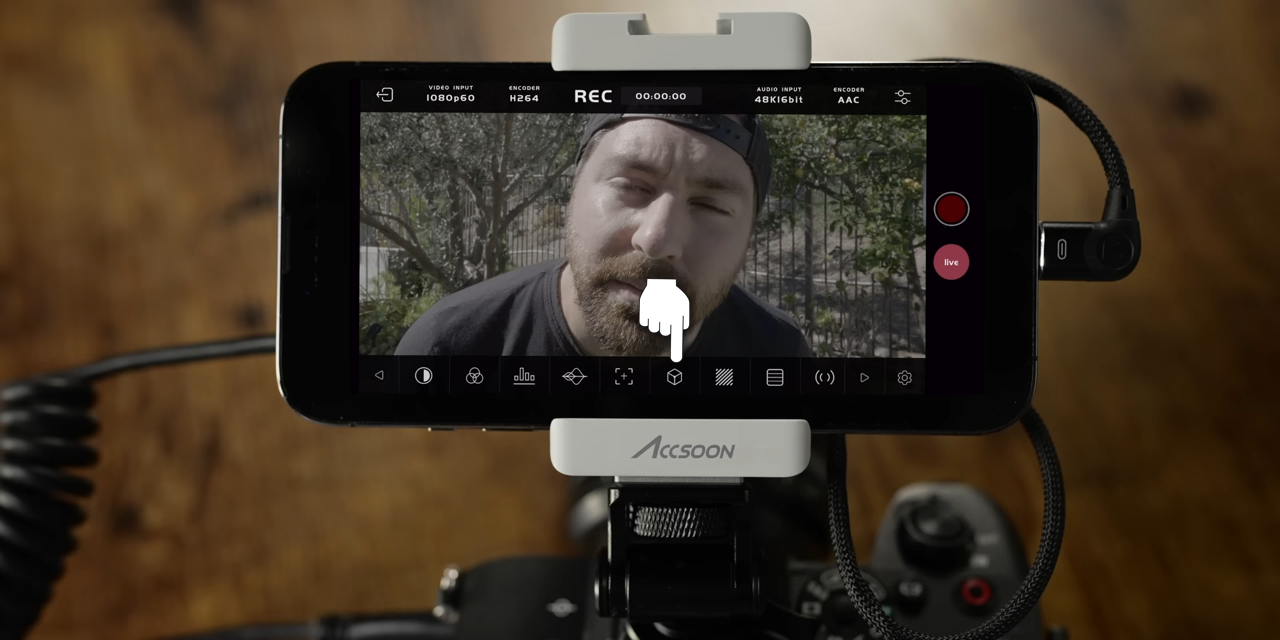 VIDEO INPUT
1080p60
ENCODER
H264
REC
00:00:00
AUDIO INPUT
48K16bit
ENCODER
AAC
live
ACCSOON